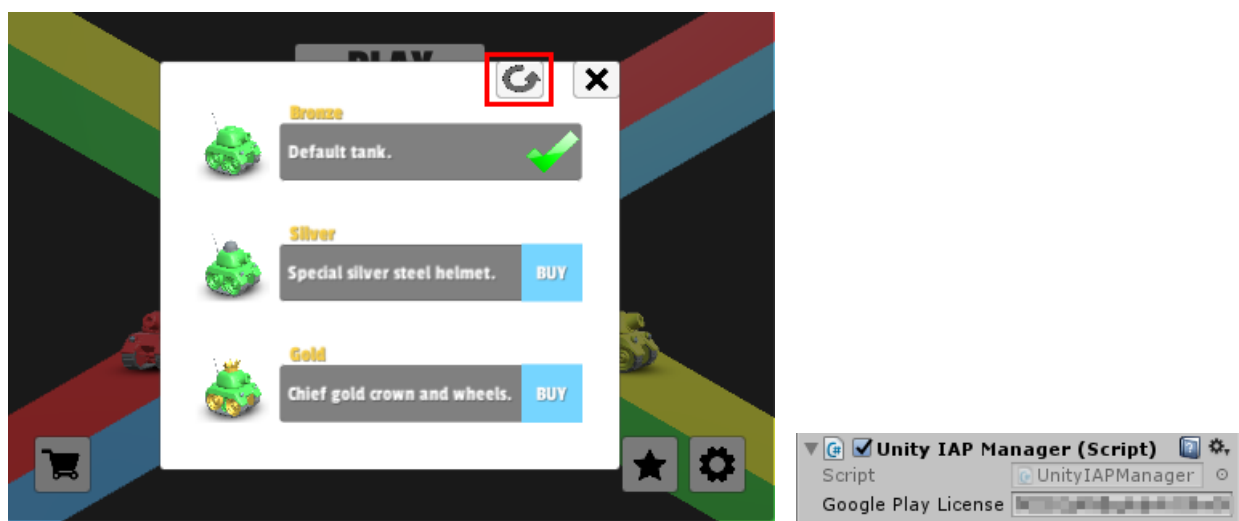 PLAY
Bronze
Default tank.
Silver
Special silver steel helmet. BUY
Gold
Chief gold crown and wheels. BUY
Unity IAP Manager (Script)
Script UnityIAPManager
Google Play License